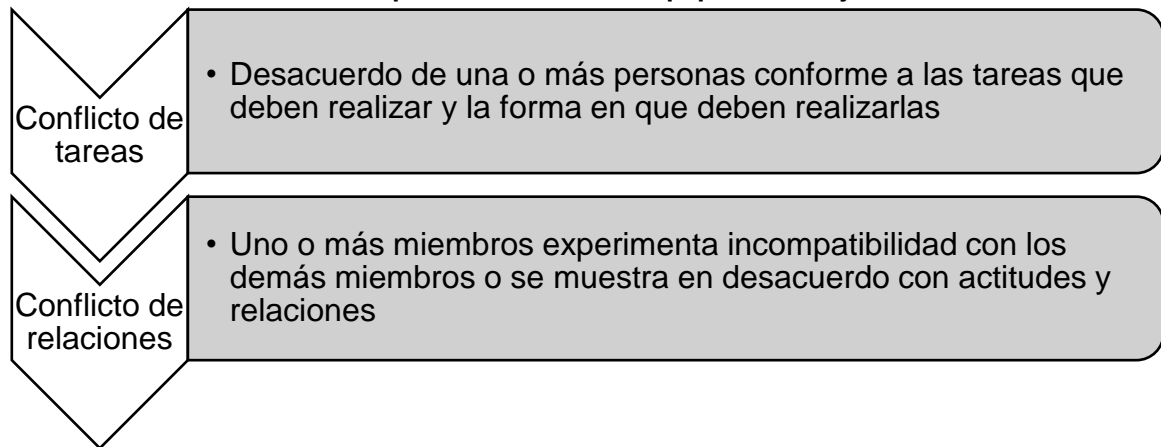 Conflicto de
tareas
• Desacuerdo de una o más personas conforme a las tareas que
deben realizar y la forma en que deben realizarlas
Conflicto de
relaciones
• Uno o más miembros experimenta incompatibilidad con los
demás miembros o se muestra en desacuerdo con actitudes y
relaciones